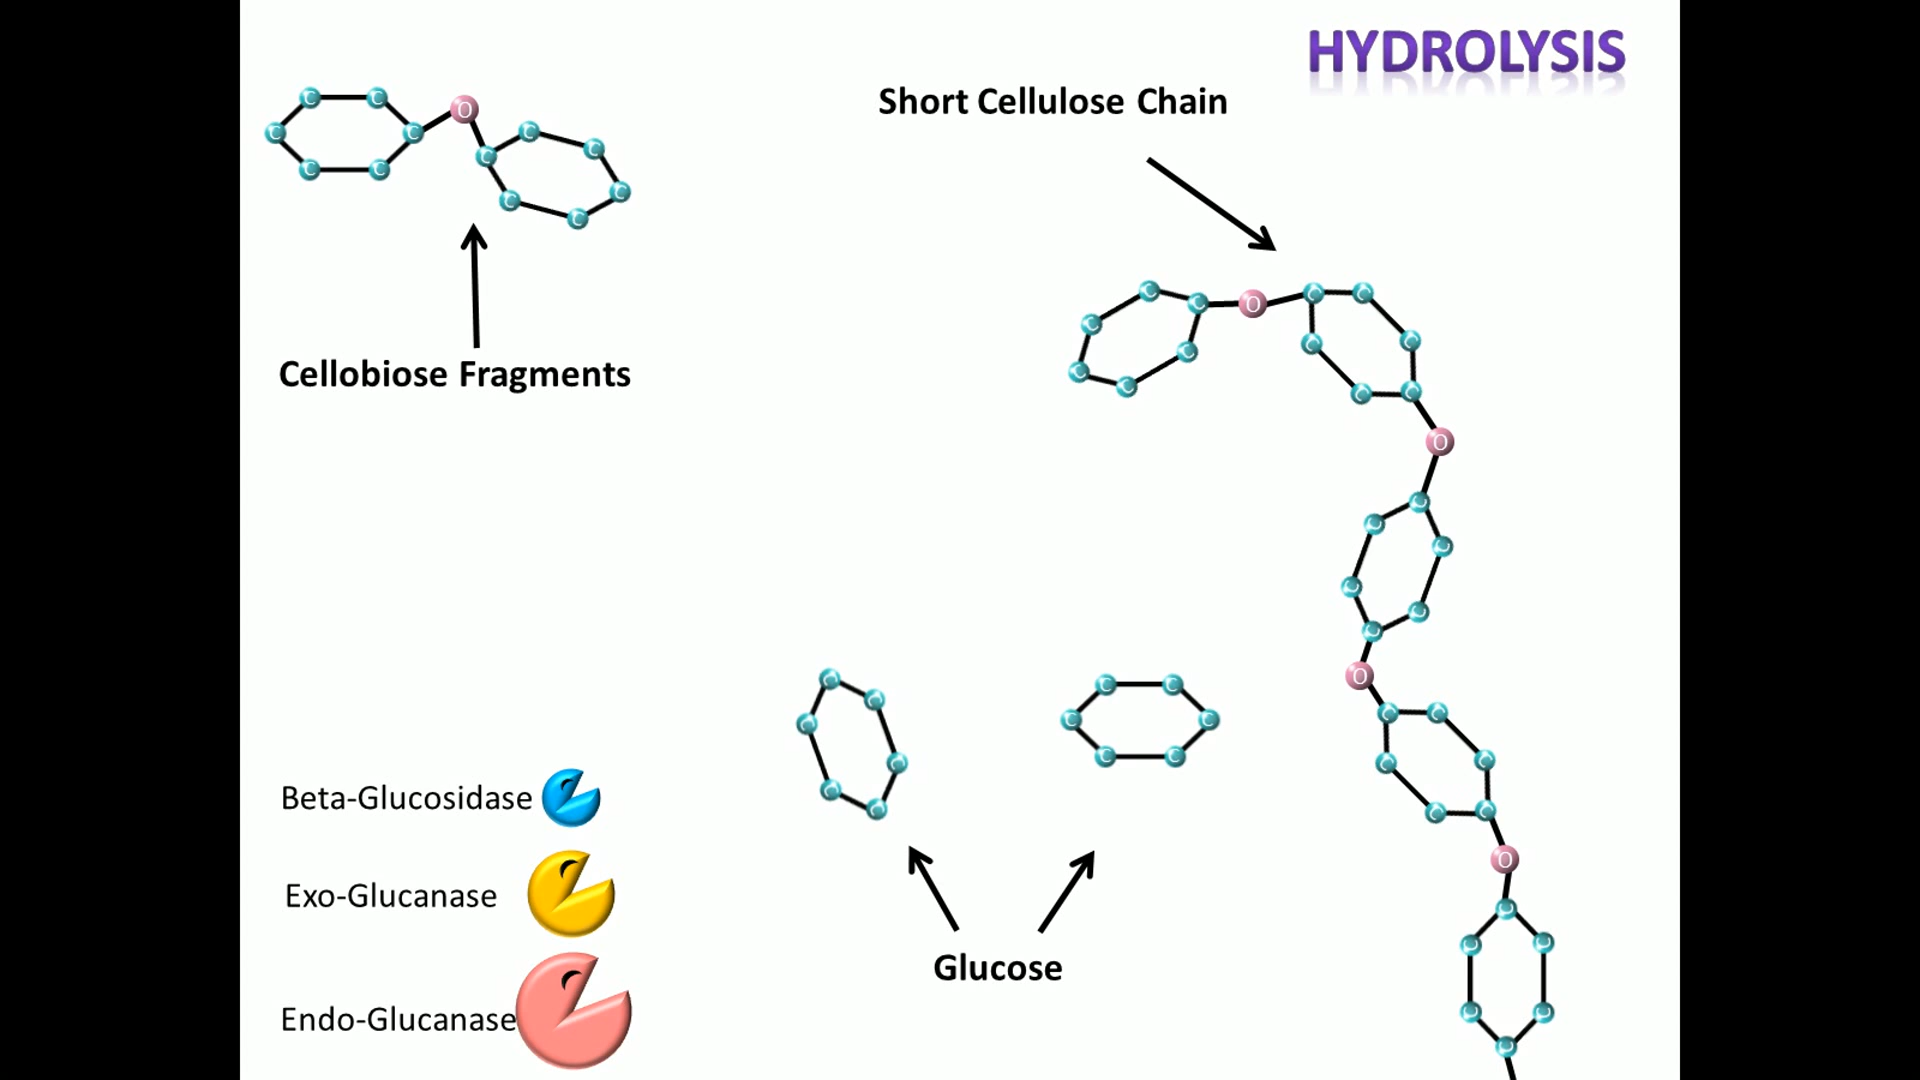 HYDROLYSIS
Short Cellulose Chain
C C C C C C O C C C C C C
Cellobiose Fragments
C C C C C C O C C C C C C
O
C C C C C C
O
C C C C C C
O
C C C C C C
C C C C C C
C C C C C C
Beta-Glucosidase
Exo-Glucanase
Endo-Glucanase
Glucose